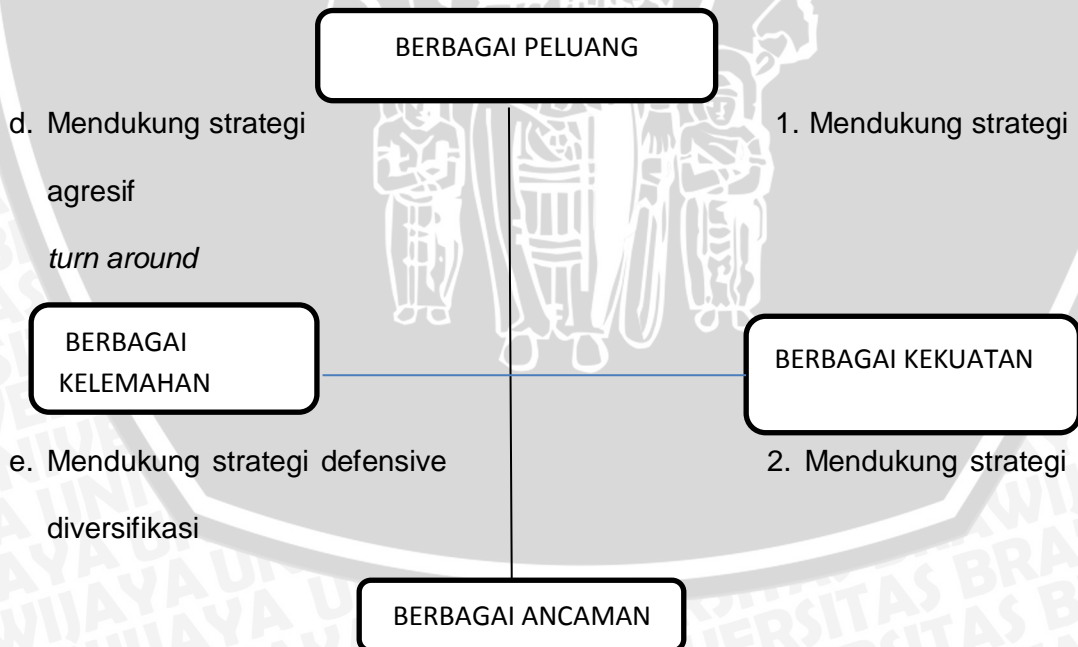 BERBAGAI PELUANG
d. Mendukung strategi 1. Mendukung strategi
agresif
turn around
BERBAGAI
KELEMAHAN
BERBAGAI KEKUATAN
e. Mendukung strategi defensive 2. Mendukung strategi
diversifikasi
BERBAGAI ANCAMAN